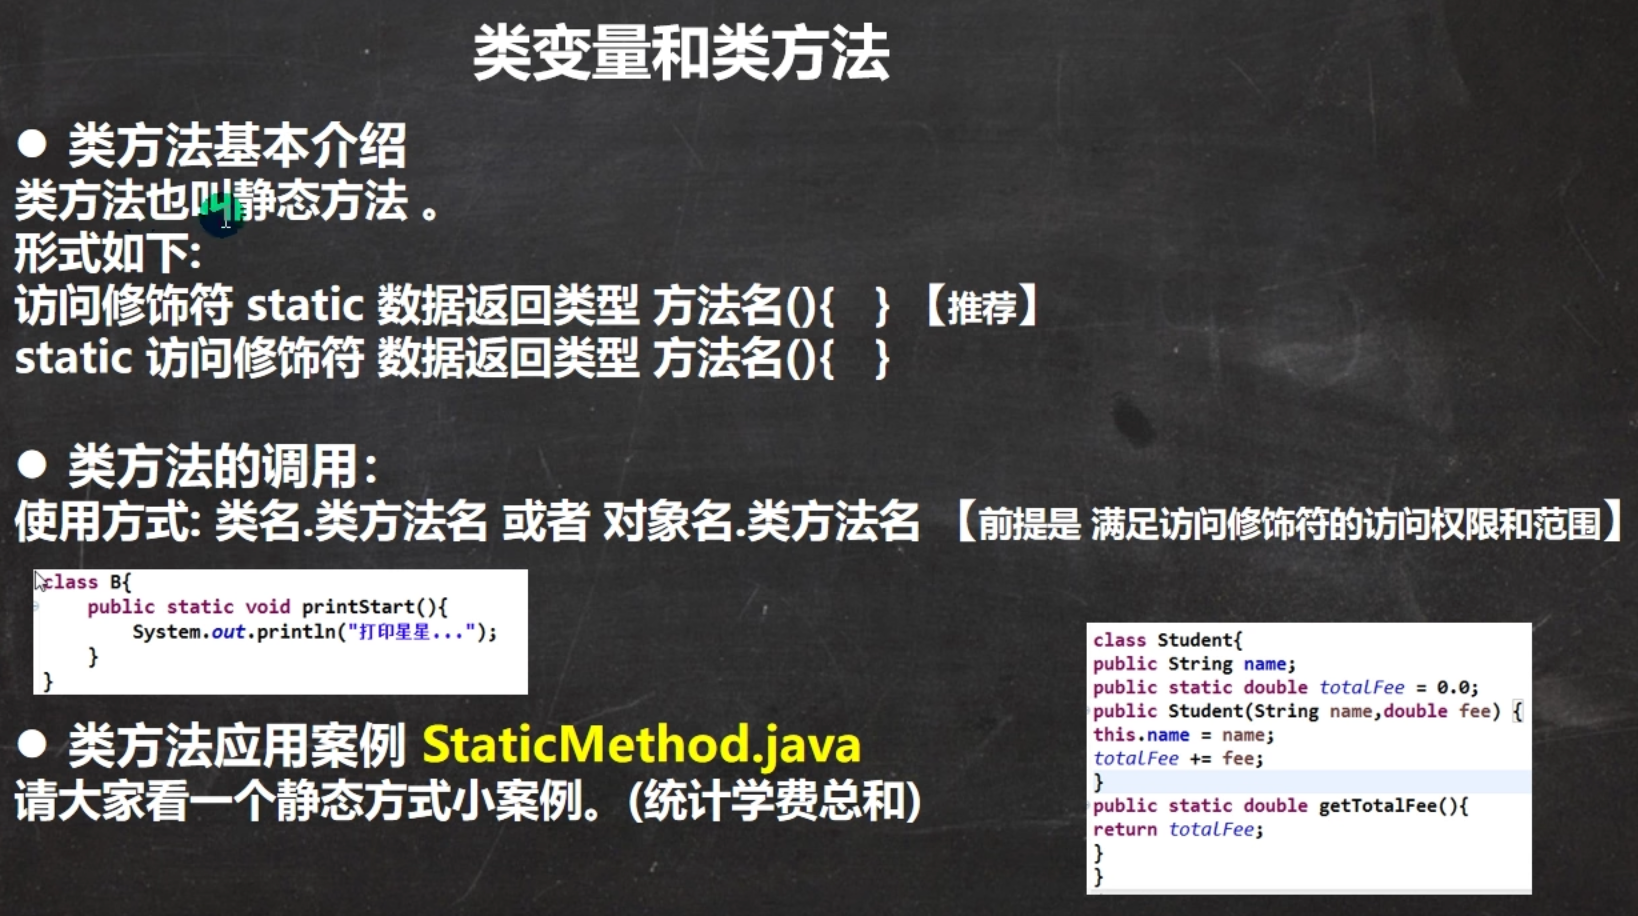 类变量和类方法
● 类方法基本介绍
类方法也叫静态方法 。
形式如下:
访问修饰符 static 数据返回类型 方法名(){ } 【推荐】
static 访问修饰符 数据返回类型 方法名(){ }
● 类方法的调用：
使用方式: 类名.类方法名 或者 对象名.类方法名 【前提是 满足访问修饰符的访问权限和范围】
class B{
public static void printStart(){
System.out.println("打印星星...");
}
}
● 类方法应用案例 StaticMethod.java
请大家看一个静态方式小案例。(统计学费总和)
class Student{
public String name;
public static double totalFee = 0.0;
public Student(String name,double fee) {
this.name = name;
totalFee += fee;
}
public static double getTotalFee(){
return totalFee;
}
}